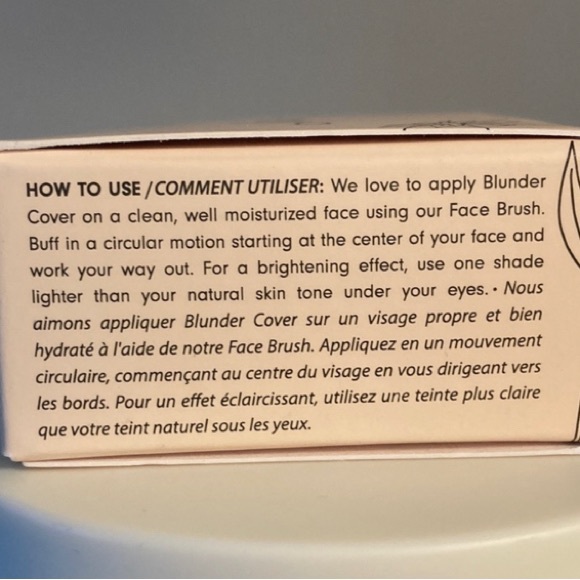 HOW TO USE / COMMENT UTILISER: We love to apply Blunder
Cover on a clean, well moisturized face using our Face Brush.
Buff in a circular motion starting at the center of your face and
work your way out. For a brightening effect, use one shade
lighter than your natural skin tone under your eyes. • Nous
aimons appliquer Blunder Cover sur un visage propre et bien
hydraté à l'aide de notre Face Brush. Appliquez en un mouvement
circulaire, commençant au centre du visage en vous dirigeant vers
les bords. Pour un effet éclaircissant, utilisez une teinte plus claire
que votre teint naturel sous les yeux.